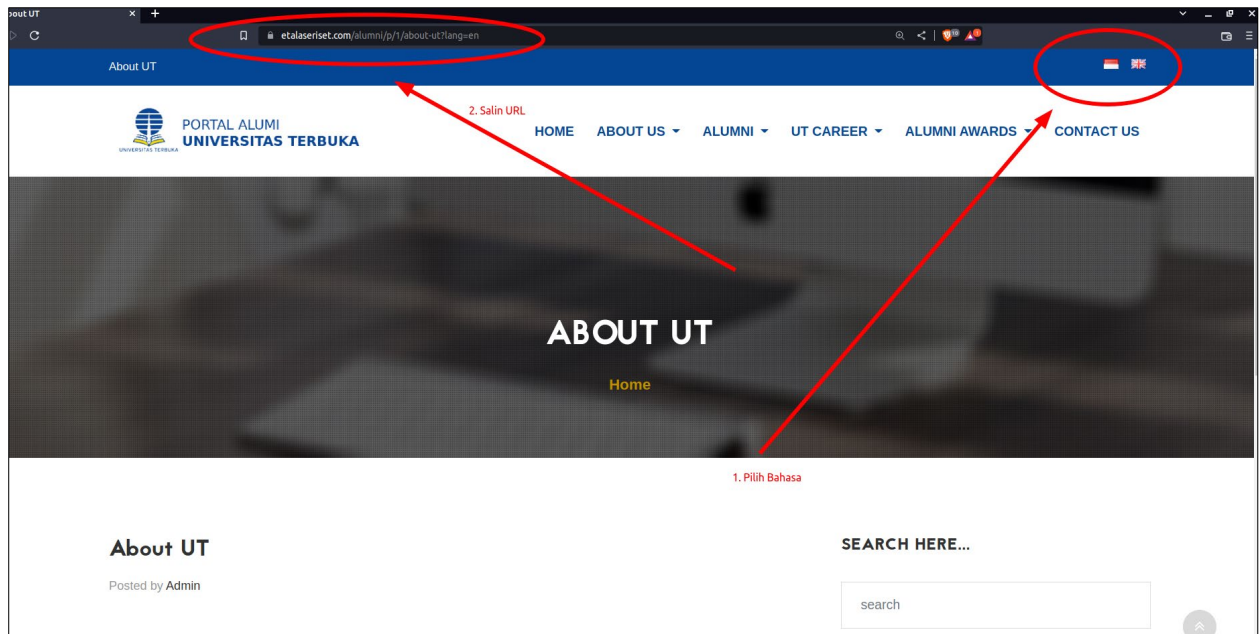 bout UT
etalaseriset.com/alumni/p/1/about-ut?lang=en
About UT
2. Salin URL
PORTAL ALUMI
UNIVERSITAS TERBUKA
UNIVERSITAS TERBUKA
HOME ABOUT US ALUMNI UT CAREER ALUMNI AWARDS CONTACT US
ABOUT UT
Home
1. Pilih Bahasa
About UT
Posted by Admin
SEARCH HERE...
search